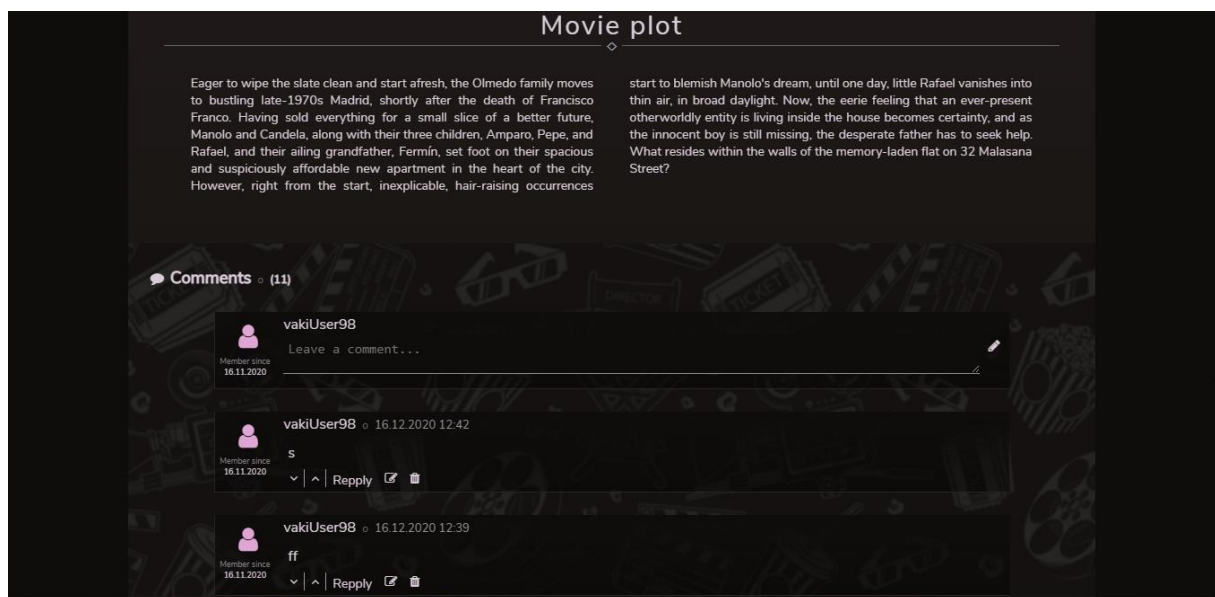 Movie plot
Eager to wipe the slate clean and start afresh, the Olmedo family moves
to bustling late-1970s Madrid, shortly after the death of Francisco
Franco. Having sold everything for a small slice of a better future,
Manolo and Candela, along with their three children, Amparo, Pepe, and
Rafael, and their ailing grandfather, Fermín, set foot on their spacious
and suspiciously affordable new apartment in the heart of the city.
However, right from the start, inexplicable, hair-raising occurrences
start to blemish Manolo's dream, until one day, little Rafael vanishes into
thin air, in broad daylight. Now, the eerie feeling that an ever-present
otherworldly entity is living inside the house becomes certainty, and as
the innocent boy is still missing, the desperate father has to seek help.
What resides within the walls of the memory-laden flat on 32 Malasana
Street?
Comments (11)
vakiUser98
Leave a comment...
Member since
16.11.2020
vakiUser98 16.12.2020 12:42
s
Member since
16.11.2020
Repply
vakiUser98 16.12.2020 12:39
ff
Member since
16.11.2020
Repply
TICKET
DIRECTOR
TICKET